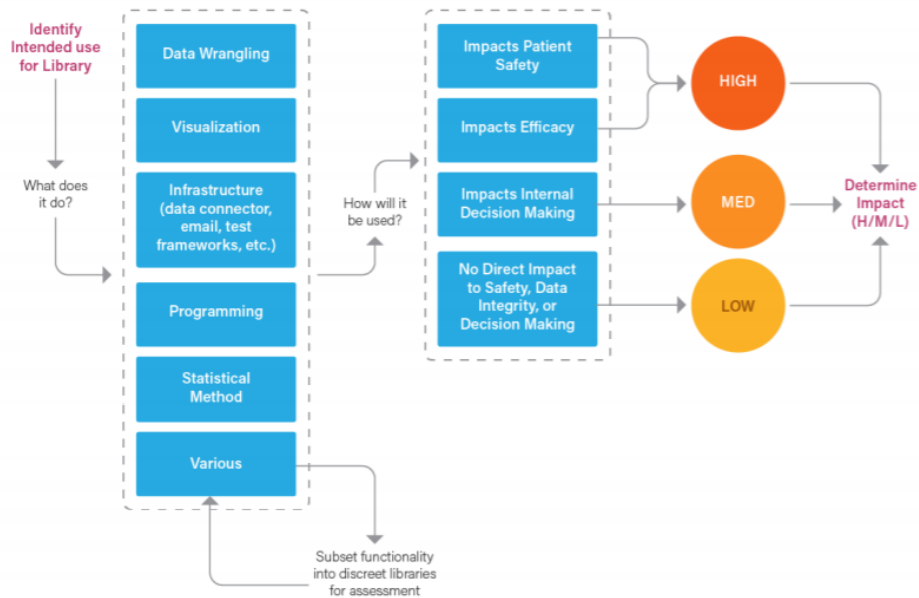 Identify
Intended use
for Library
What does
it do?
Data Wrangling
Visualization
Infrastructure
(data connector,
email, test
frameworks, etc.)
Programming
Statistical
Method
Various
Subset functionality
into discreet libraries
for assessment
How will it
be used?
Impacts Patient
Safety
Impacts Efficacy
Impacts Internal
Decision Making
No Direct Impact
to Safety, Data
Integrity, or
Decision Making
HIGH
MED
LOW
Determine
Impact
(H/M/L)